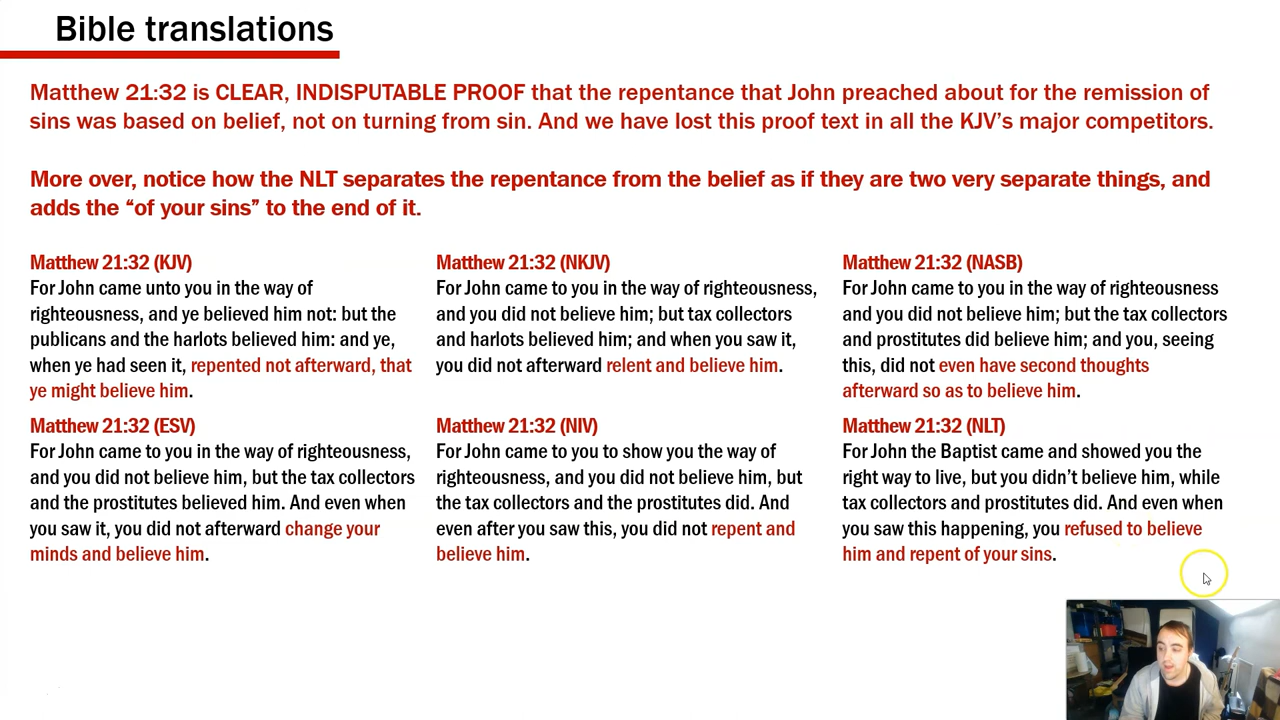 Bible translations
Matthew 21:32 is CLEAR, INDISPUTABLE PROOF that the repentance that John preached about for the remission of
sins was based on belief, not on turning from sin. And we have lost this proof text in all the KJV's major competitors.
More over, notice how the NLT separates the repentance from the belief as if they are two very separate things, and
adds the “of your sins” to the end of it.
Matthew 21:32 (KJV)
For John came unto you in the way of
righteousness, and ye believed him not: but the
publicans and the harlots believed him: and ye,
when ye had seen it, repented not afterward, that
ye might believe him.
Matthew 21:32 (NKJV)
For John came to you in the way of righteousness,
and you did not believe him; but tax collectors
and harlots believed him; and when you saw it,
you did not afterward relent and believe him.
Matthew 21:32 (NASB)
For John came to you in the way of righteousness
and you did not believe him; but the tax collectors
and prostitutes did believe him; and you, seeing
this, did not even have second thoughts
afterward so as to believe him.
Matthew 21:32 (ESV)
For John came to you in the way of righteousness,
and you did not believe him, but the tax collectors
and the prostitutes believed him. And even when
you saw it, you did not afterward change your
minds and believe him.
Matthew 21:32 (NIV)
For John came to you to show you the way of
righteousness, and you did not believe him, but
the tax collectors and the prostitutes did. And
even after you saw this, you did not repent and
believe him.
Matthew 21:32 (NLT)
For John the Baptist came and showed you the
right way to live, but you didn't believe him, while
tax collectors and prostitutes did. And even when
you saw this happening, you refused to believe
him and repent of your sins.